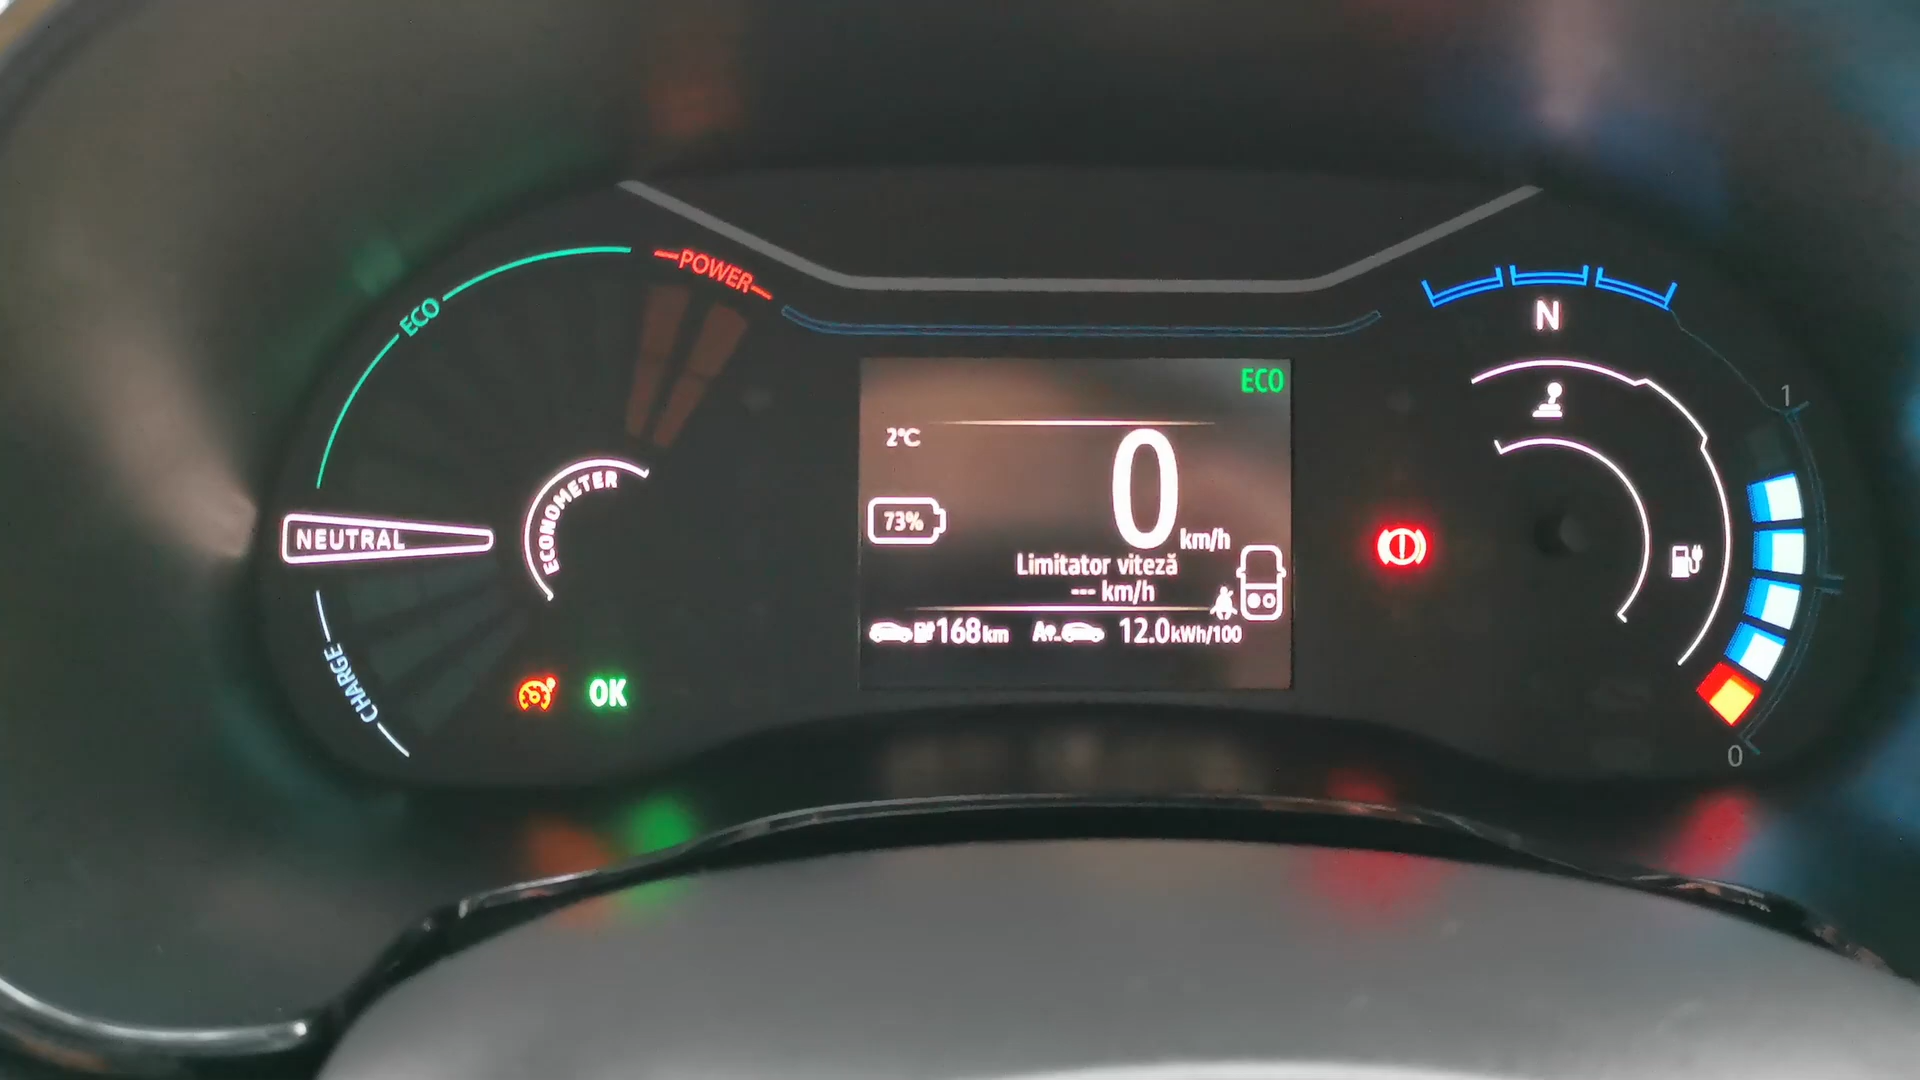 POWER
ECO
ECO
N
2°C
0
km/h
1
73%
NEUTRAL
ECONOMETER
Limitator viteză
--- km/h
168km
12.0kWh/100
CHARGE
OK
0